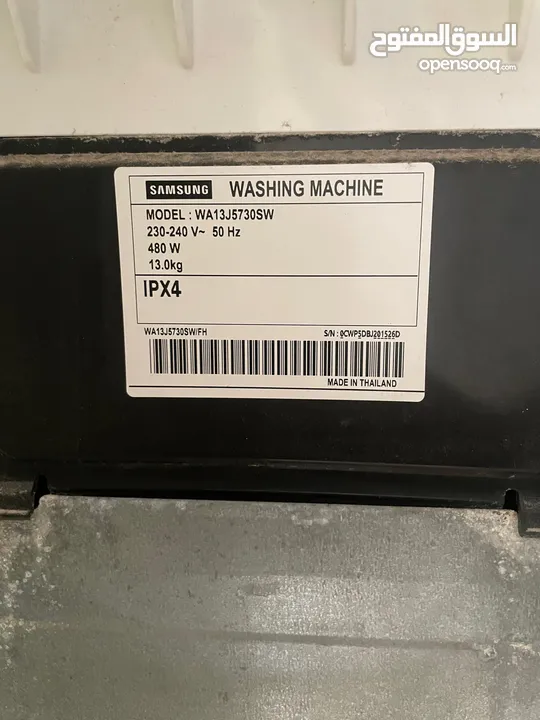 السوق المفتوح
opensooq.com
SAMSUNG WASHING MACHINE
MODEL : WA13J5730SW
230-240 V~ 50 Hz
480 W
13.0kg
IPX4
WA13J5730SW/FH S/N : 0CWP5DBJ201526D
MADE IN THAILAND